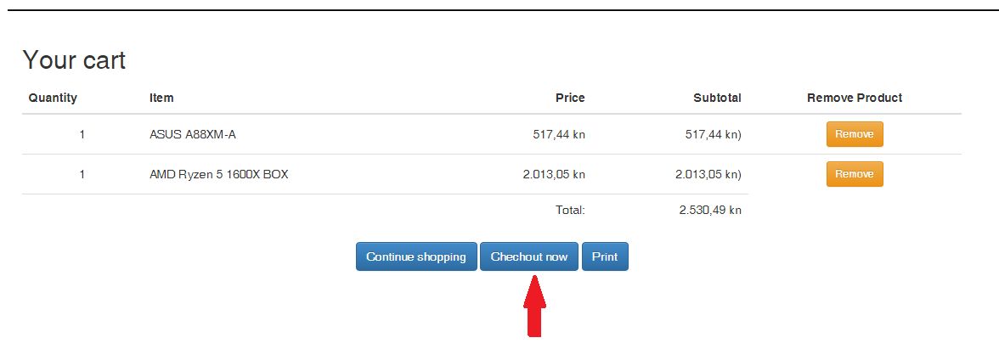 Your cart
Quantity Item Price Subtotal Remove Product
1 ASUS A88XM-A 517,44 kn 517,44 kn) Remove
1 AMD Ryzen 5 1600X BOX 2.013,05 kn 2.013,05 kn) Remove
Total: 2.530,49 kn
Continue shopping Chechout now Print